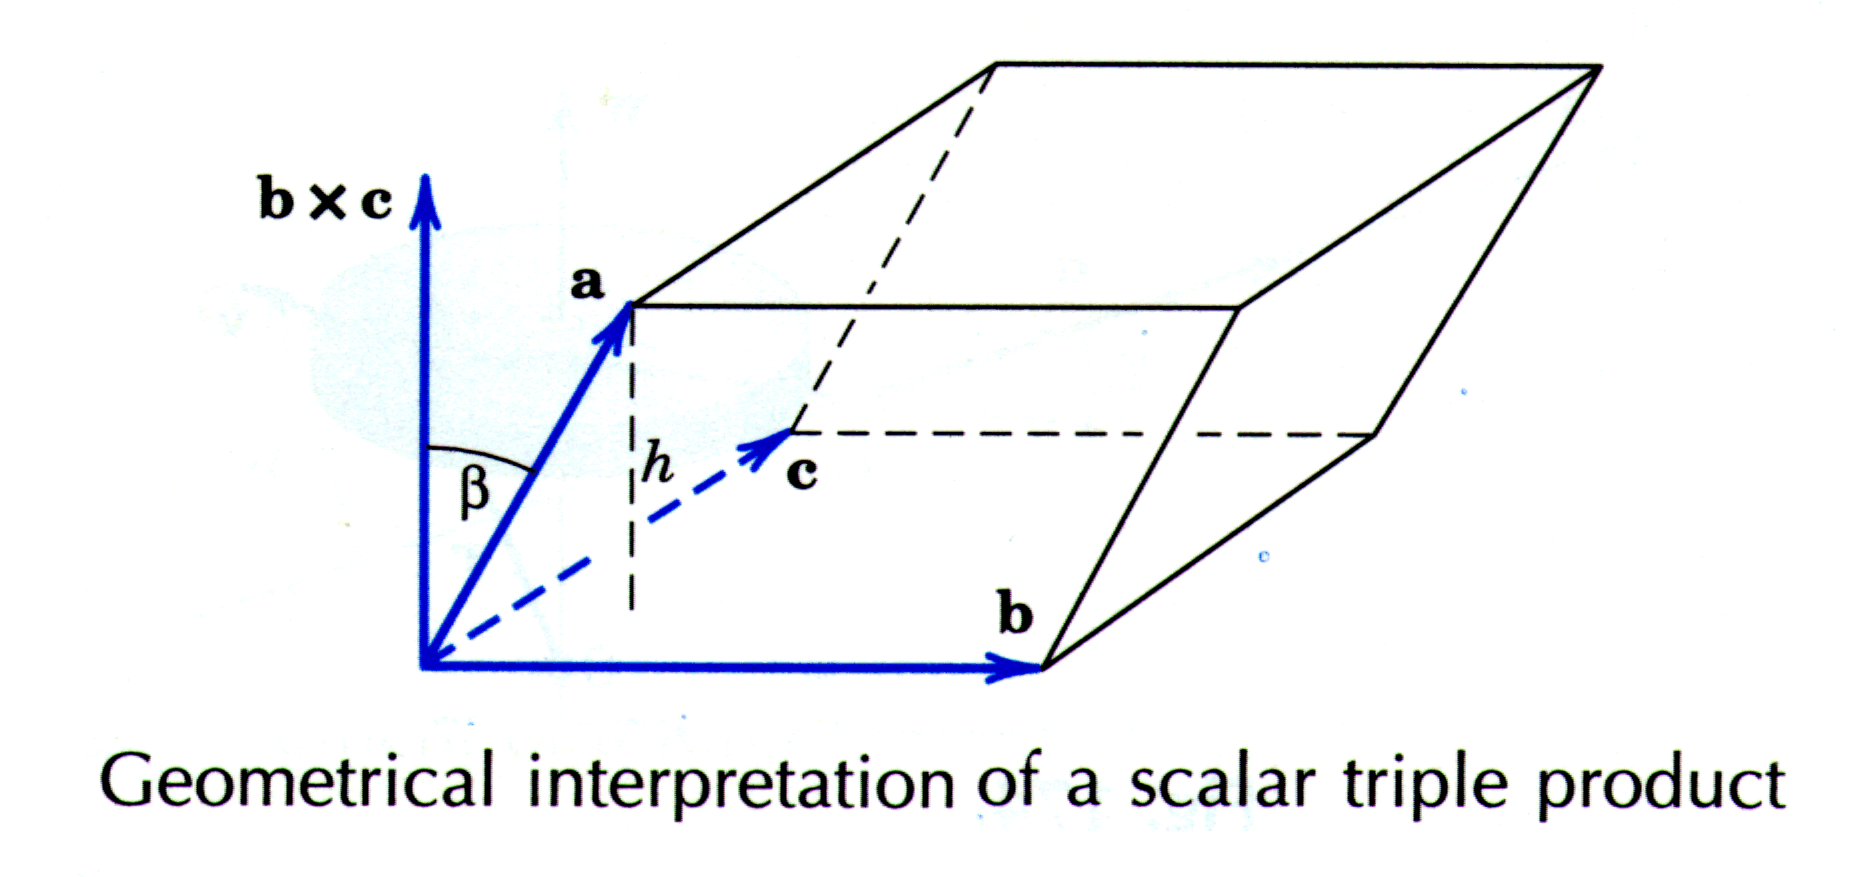 b × c
a
h
β
c
b
Geometrical interpretation of a scalar triple product